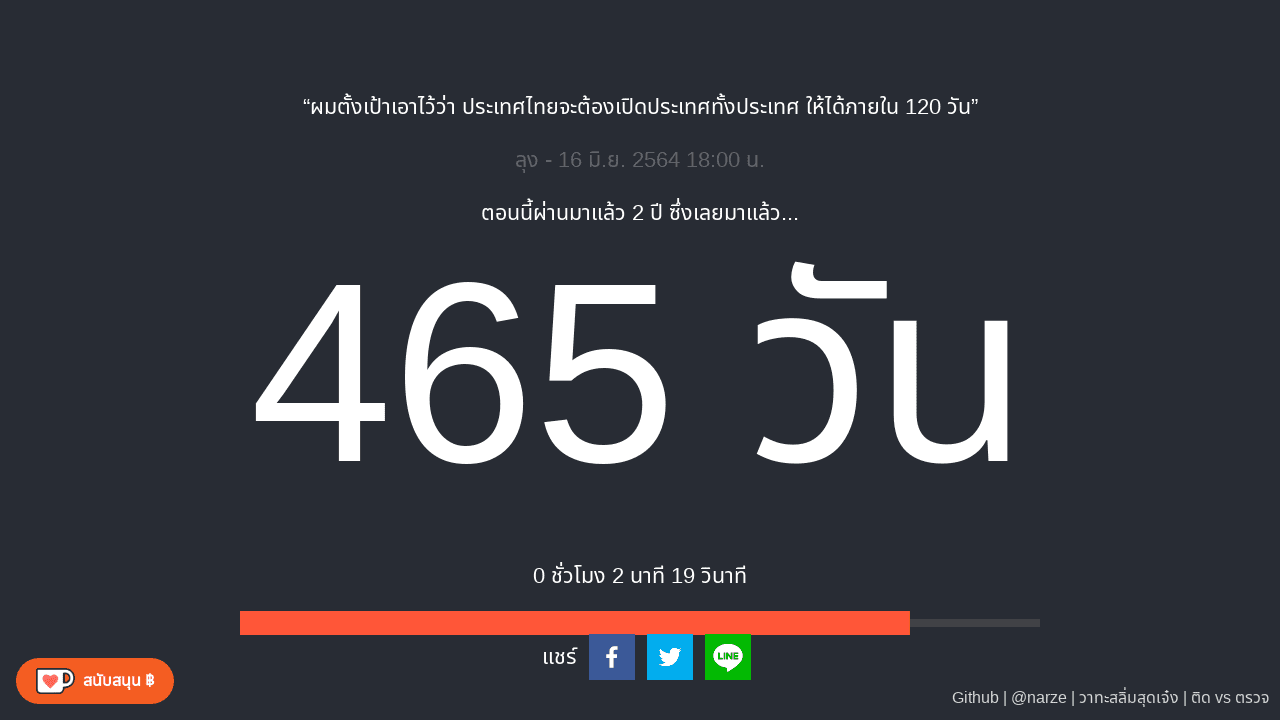 “ผมตั้งเป้าเอาไว้ว่า ประเทศไทยจะต้องเปิดประเทศทั้งประเทศ ให้ได้ภายใน 120 วัน”
ลุง - 16 มิ.ย. 2564 18:00 น.
ตอนนี้ผ่านมาแล้ว 2 ปี ซึ่งเลยมาแล้ว...
465 วัน
0 ชั่วโมง 2 นาที 19 วินาที
แชร์
LINE
สนับสนุน ฿
Github | @narze | วาทะสลิ่มสุดเจ๋ง | ติด vs ตรวจ